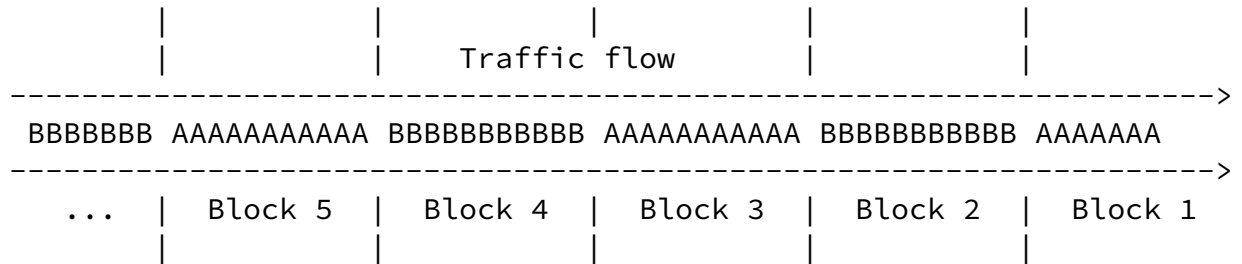 |                 |                 |                 |                 |
|                 |      Traffic flow           |                 |
------------------------------------------------------------------->
BBBBBBB AAAAAAAAAAA BBBBBBBBBBB AAAAAAAAAAA BBBBBBBBBBB AAAAAAA
------------------------------------------------------------------->
... | Block 5 | Block 4 | Block 3 | Block 2 | Block 1
|                 |                 |                 |                 |